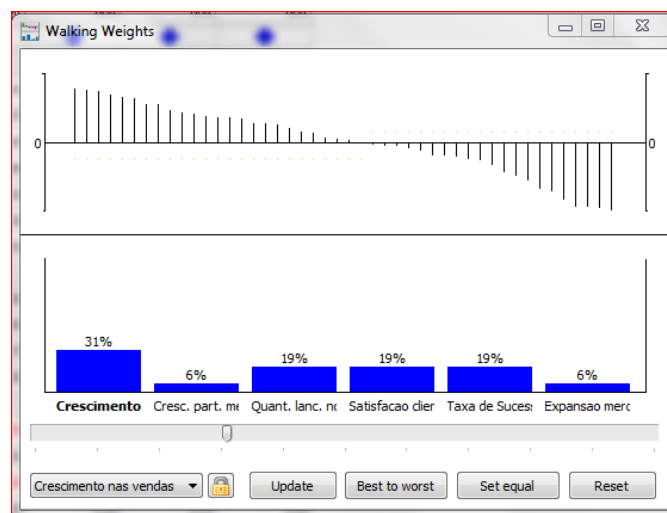 Walking Weights
0 0
31% 6% 19% 19% 19% 6%
Crescimento Cresc. part. me Quant. lanc. no Satisfacao clier Taxa de Sucess Expansao merc
Crescimento nas vendas Update Best to worst Set equal Reset